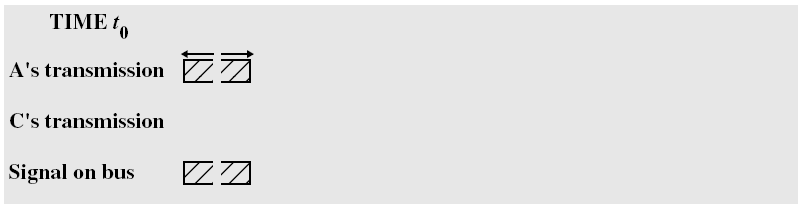 TIME t0
A's transmission
C's transmission
Signal on bus